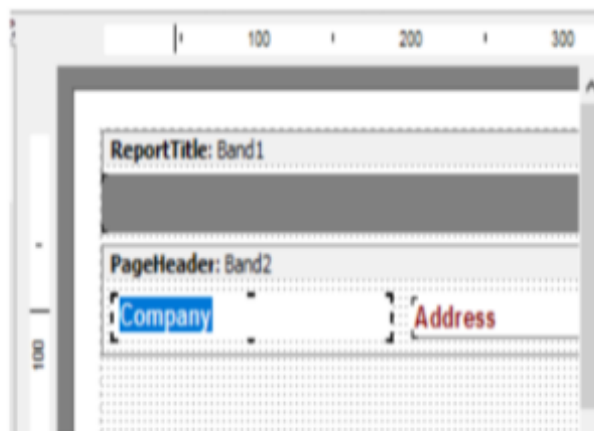 100 200 300
ReportTitle: Band1
PageHeader: Band2
Company Address
100